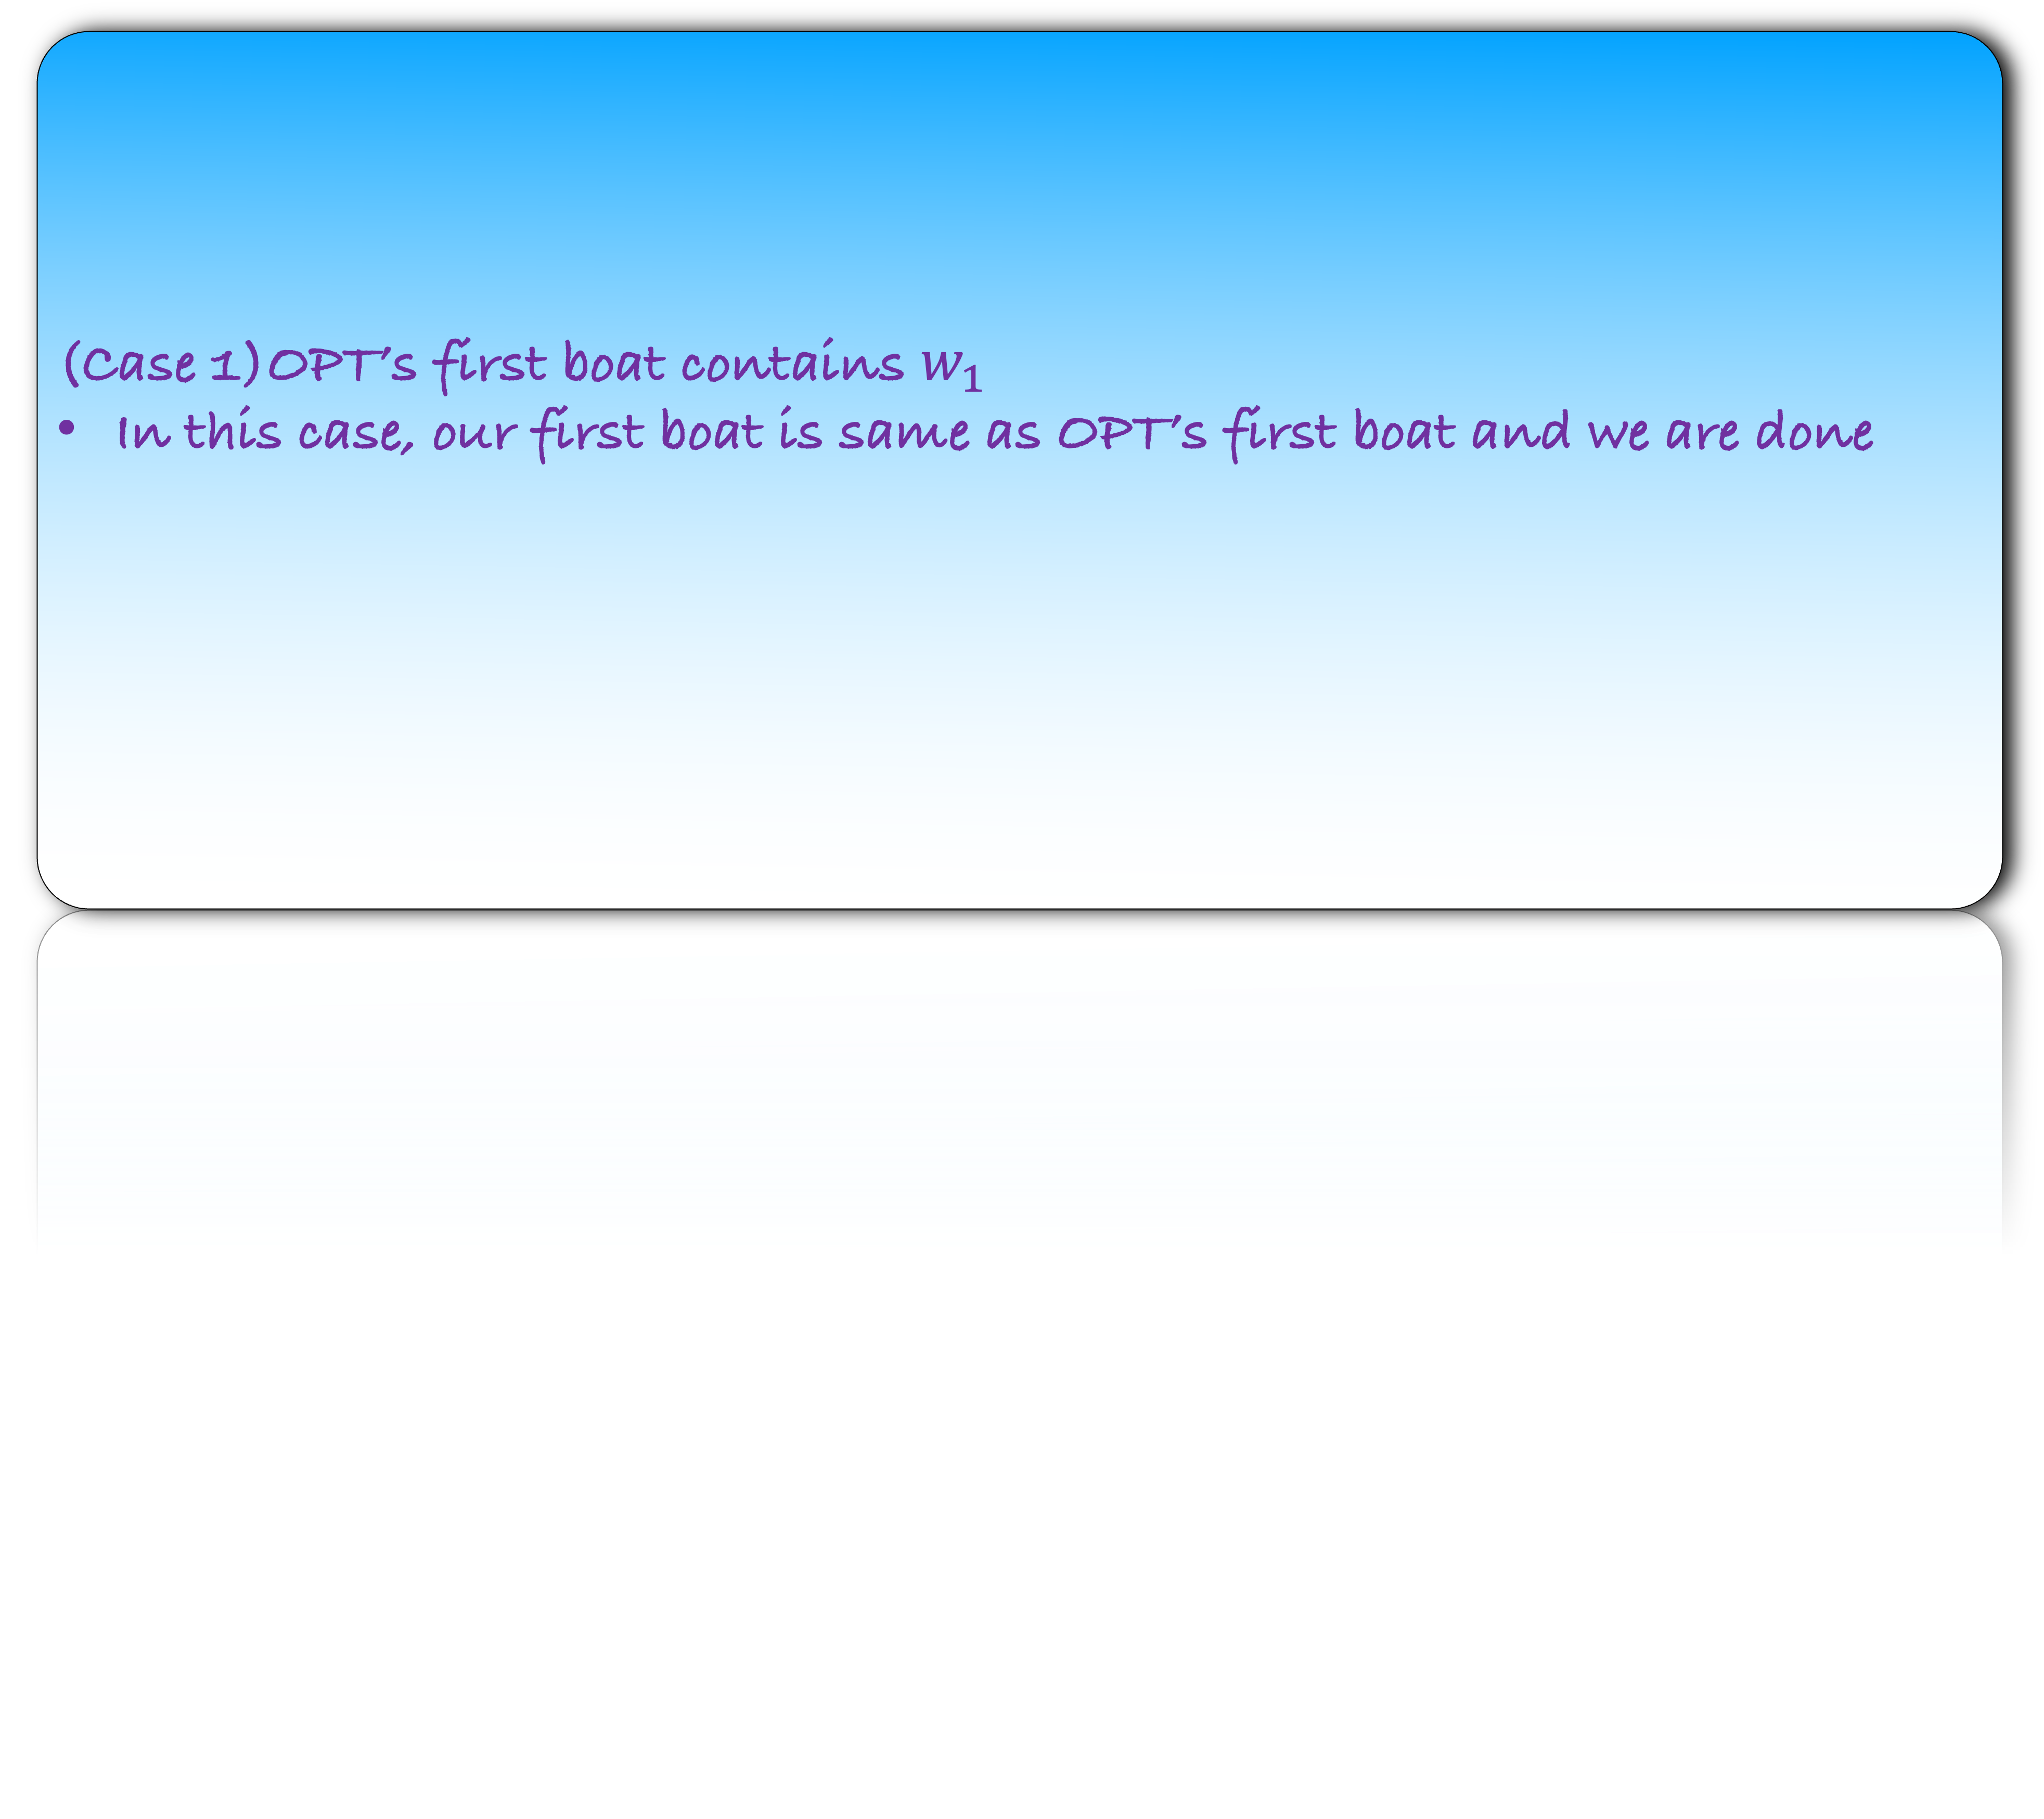 (Case 1)OPT's first boat contains w₁
• In this case, our first boat is same as OPT's first boat and we are done